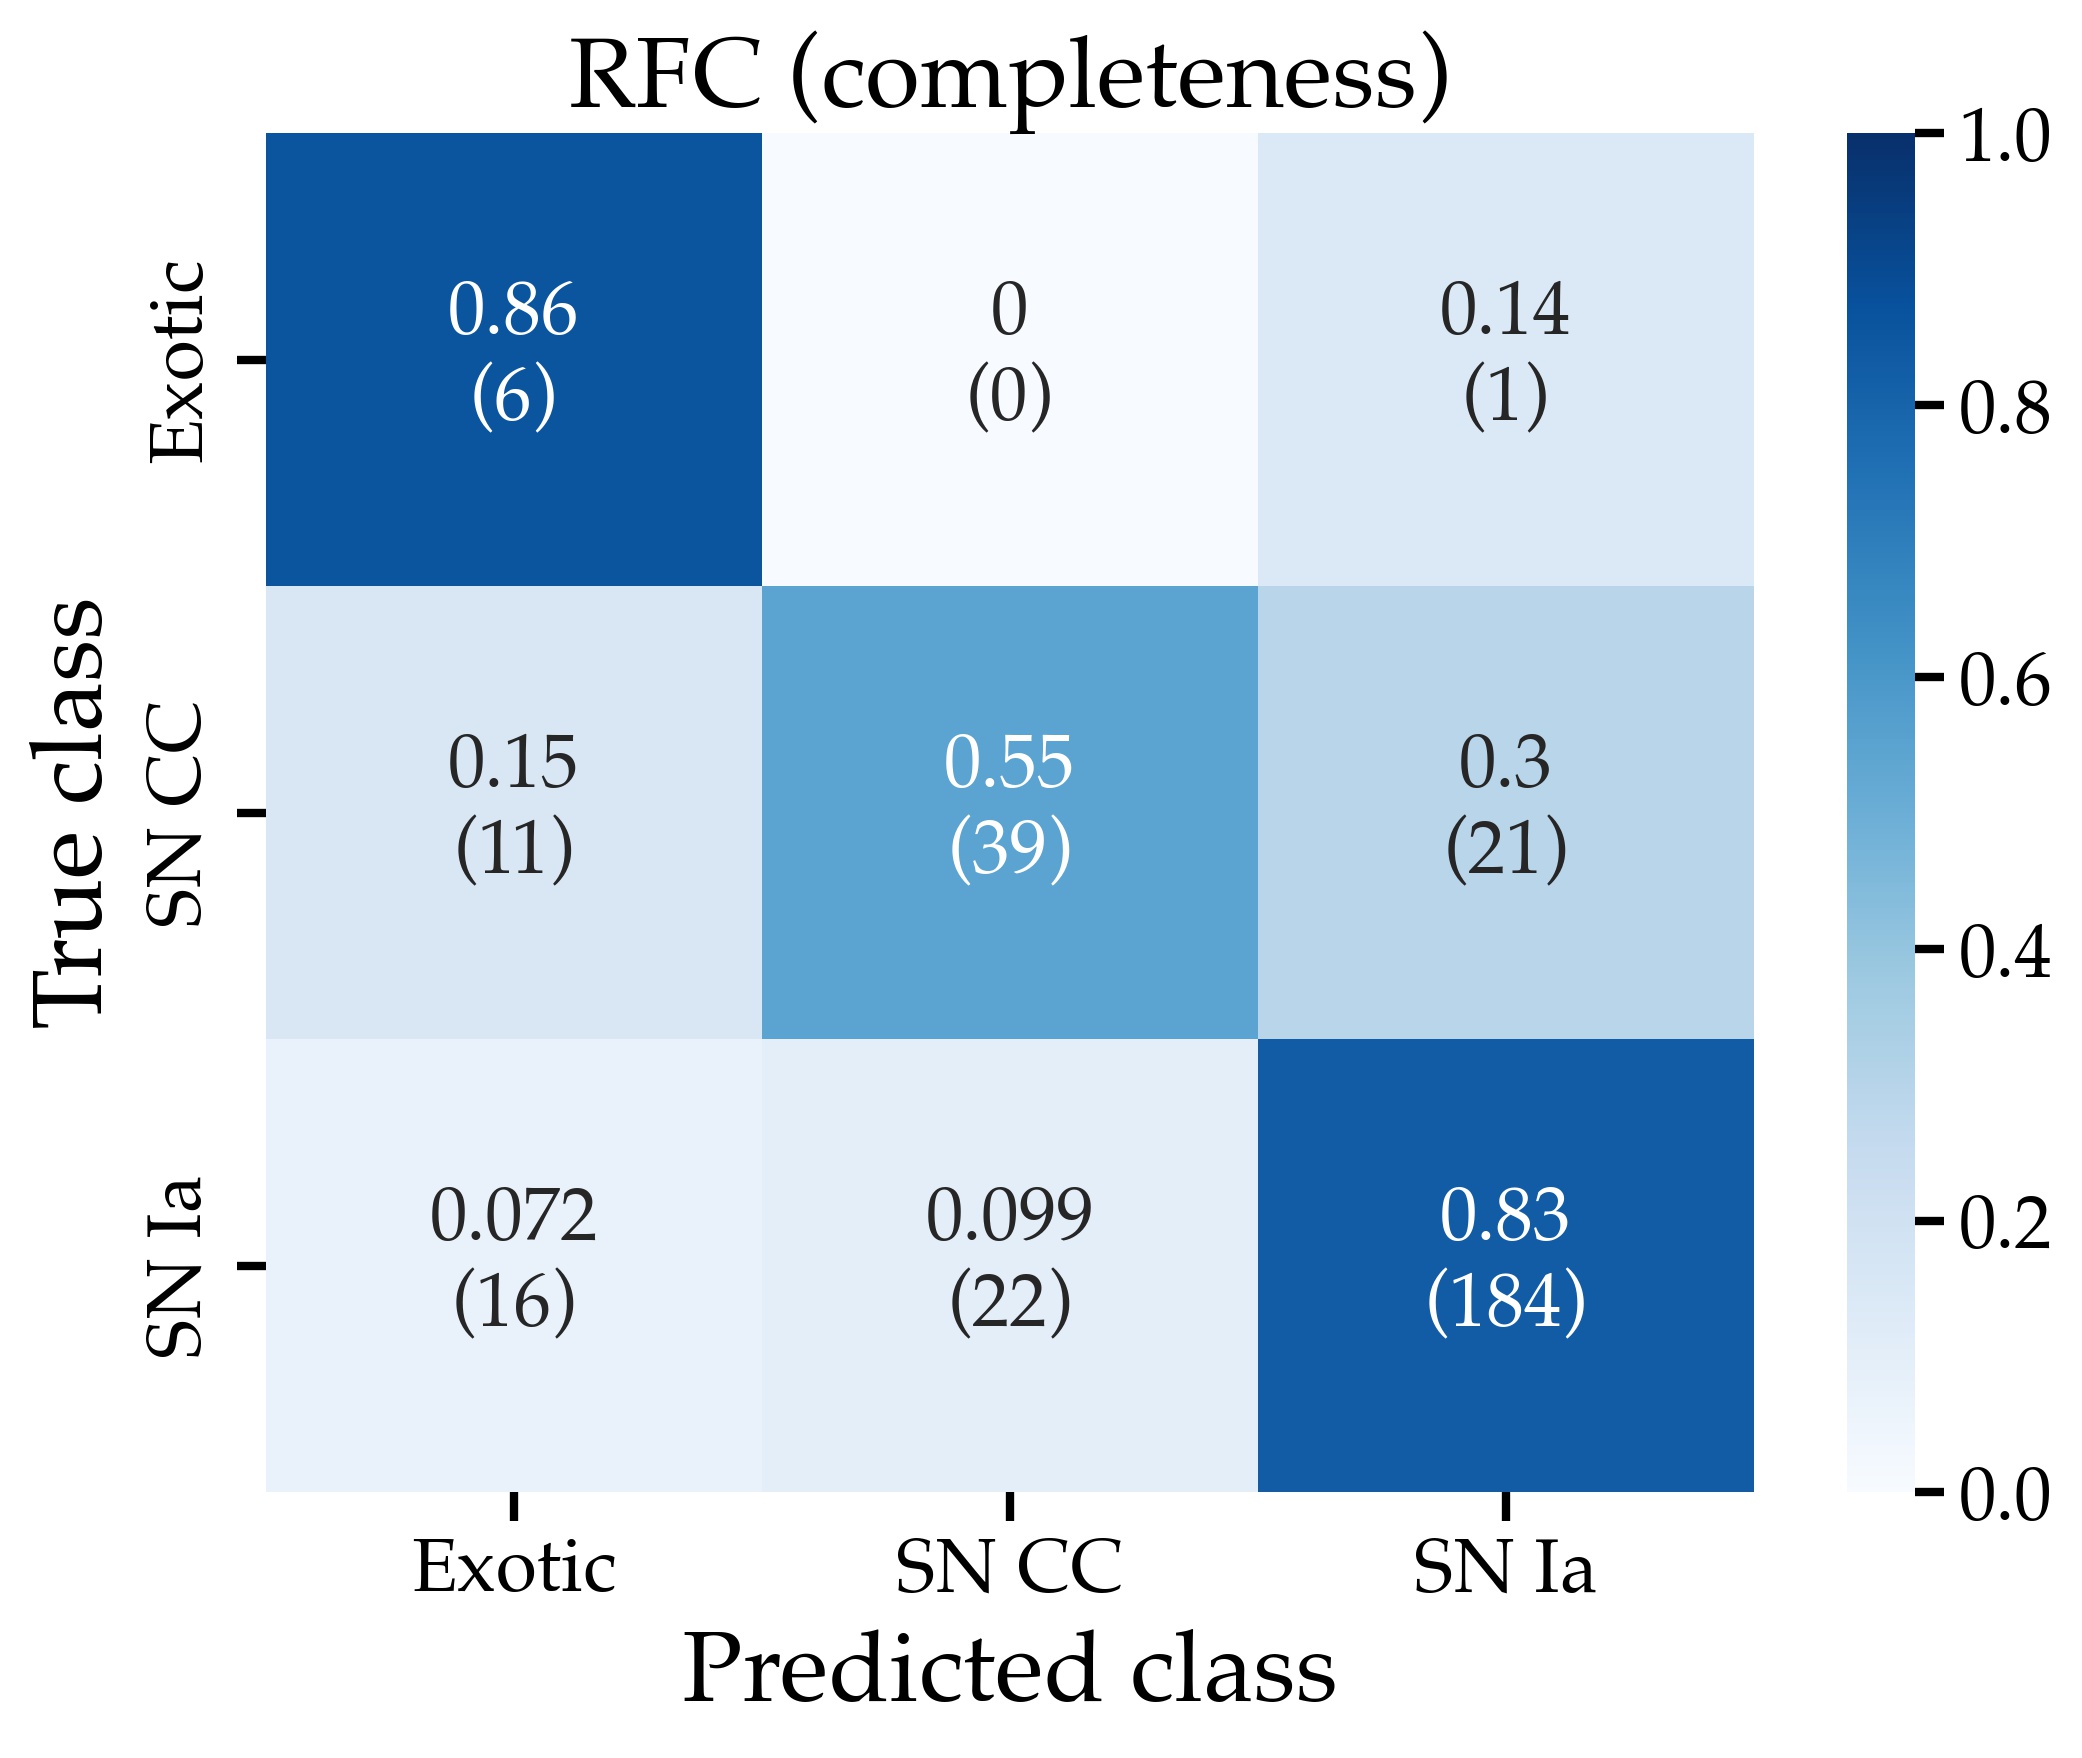 RFC (completeness)
True class
Exotic
SN CC
SN Ia
0.86
(6)
0
(0)
0.14
(1)
0.15
(11)
0.55
(39)
0.3
(21)
0.072
(16)
0.099
(22)
0.83
(184)
Exotic
SN CC
SN Ia
Predicted class
1.0
0.8
0.6
0.4
0.2
0.0